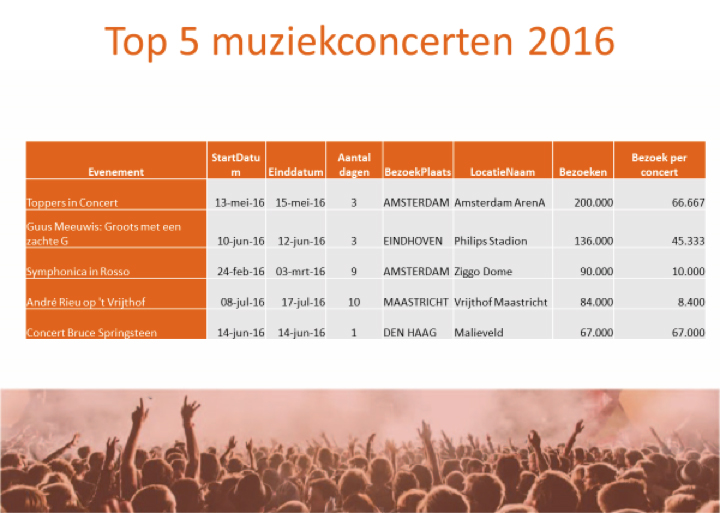 Top 5 muziekconcerten 2016
Evenement StartDatu m Einddatum Aantal dagen BezoekPlaats LocatieNaam Bezoeken Bezoek per concert
Toppers in Concert 13-mei-16 15-mei-16 3 AMSTERDAM Amsterdam ArenA 200.000 66.667
Guus Meeuwis: Groots met een
zachte G 10-jun-16 12-jun-16 3 EINDHOVEN Philips Stadion 136.000 45.333
Symphonica in Rosso 24-feb-16 03-mrt-16 9 AMSTERDAM Ziggo Dome 90.000 10.000
André Rieu op 't Vrijthof 08-jul-16 17-jul-16 10 MAASTRICHT Vrijthof Maastricht 84.000 8.400
Concert Bruce Springsteen 14-jun-16 14-jun-16 1 DEN HAAG Malieveld 67.000 67.000